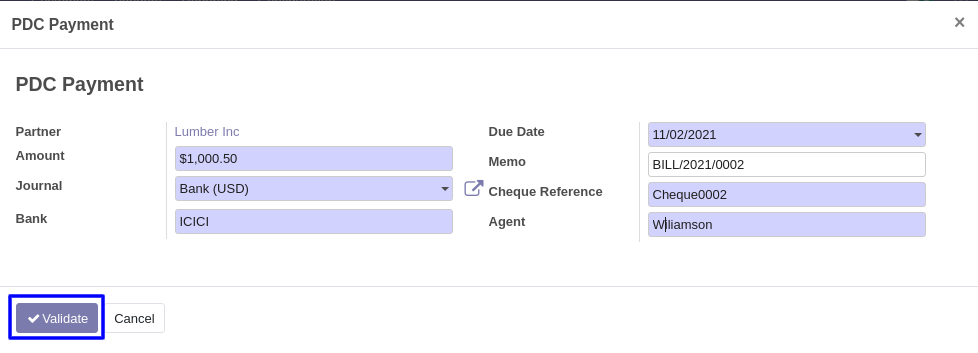 PDC Payment ×
PDC Payment
Partner Lumber Inc
Amount $1,000.50
Journal Bank (USD)
Bank ICICI
Due Date 11/02/2021
Memo BILL/2021/0002
Cheque Reference Cheque0002
Agent Wiliamson
Validate Cancel